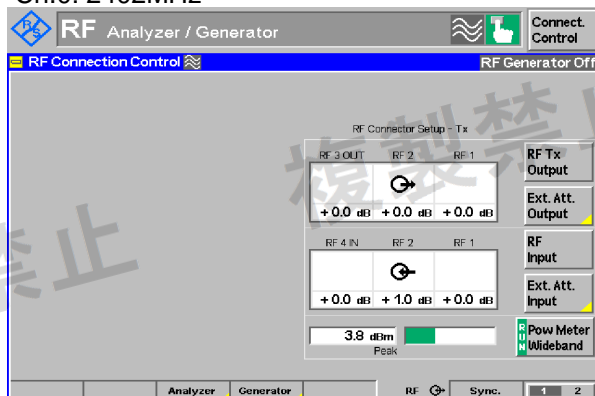 RF Analyzer / Generator
Connect.
Control
RF Connection Control
RF Generator Off
RF Connector Setup - Tx
RF 3 OUT RF 2 RF 1
+ 0.0 dB + 0.0 dB + 0.0 dB
RF Tx
Output
Ext. Att.
Output
RF 4 IN RF 2 RF 1
+ 0.0 dB + 1.0 dB + 0.0 dB
RF
Input
Ext. Att.
Input
3.8 dBm
Peak
RUN
Pow Meter
Wideband
Analyzer Generator RF Sync. 1 2
複製禁
禁止